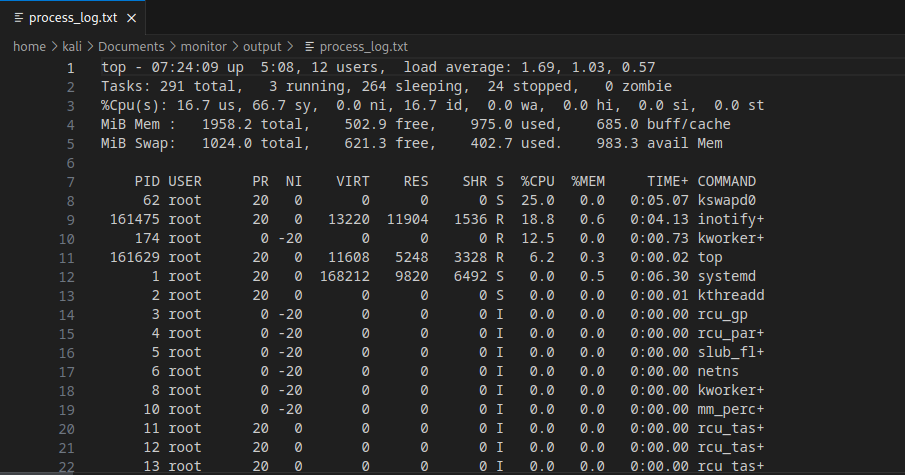 process_log.txt ×
home > kali > Documents > monitor > output > process_log.txt
1 top - 07:24:09 up  5:08, 12 users,  load average: 1.69, 1.03, 0.57
2 Tasks: 291 total,   3 running, 264 sleeping,  24 stopped,   0 zombie
3 %Cpu(s): 16.7 us, 66.7 sy,  0.0 ni, 16.7 id,  0.0 wa,  0.0 hi,  0.0 si,  0.0 st
4 MiB Mem :   1958.2 total,    502.9 free,    975.0 used,    685.0 buff/cache
5 MiB Swap:   1024.0 total,    621.3 free,    402.7 used.    983.3 avail Mem
6
7     PID USER      PR  NI    VIRT    RES    SHR S  %CPU  %MEM     TIME+ COMMAND
8      62 root      20   0       0      0      0 S  25.0   0.0   0:05.07 kswapd0
9  161475 root      20   0   13220  11904   1536 R  18.8   0.6   0:04.13 inotify+
10     174 root       0 -20       0      0      0 R  12.5   0.0   0:00.73 kworker+
11  161629 root      20   0   11608   5248   3328 R   6.2   0.3   0:00.02 top
12       1 root      20   0  168212   9820   6492 S   0.0   0.5   0:06.30 systemd
13       2 root      20   0       0      0      0 S   0.0   0.0   0:00.01 kthreadd
14       3 root       0 -20       0      0      0 I   0.0   0.0   0:00.00 rcu_gp
15       4 root       0 -20       0      0      0 I   0.0   0.0   0:00.00 rcu_par+
16       5 root       0 -20       0      0      0 I   0.0   0.0   0:00.00 slub_fl+
17       6 root       0 -20       0      0      0 I   0.0   0.0   0:00.00 netns
18       8 root       0 -20       0      0      0 I   0.0   0.0   0:00.00 kworker+
19      10 root       0 -20       0      0      0 I   0.0   0.0   0:00.00 mm_perc+
20      11 root      20   0       0      0      0 I   0.0   0.0   0:00.00 rcu_tas+
21      12 root      20   0       0      0      0 I   0.0   0.0   0:00.00 rcu_tas+
22      13 root      20   0       0      0      0 I   0.0   0.0   0:00.00 rcu_tas+